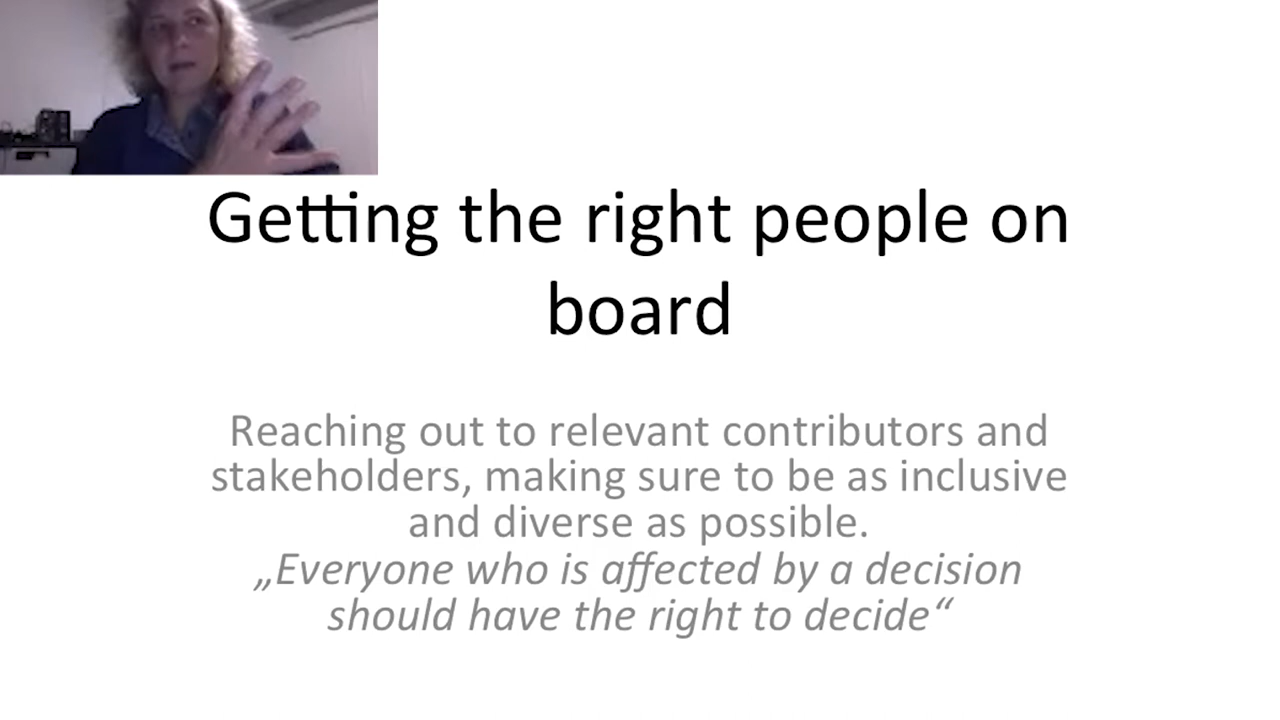 Getting the right people on
board
Reaching out to relevant contributors and
stakeholders, making sure to be as inclusive
and diverse as possible.
„Everyone who is affected by a decision
should have the right to decide“